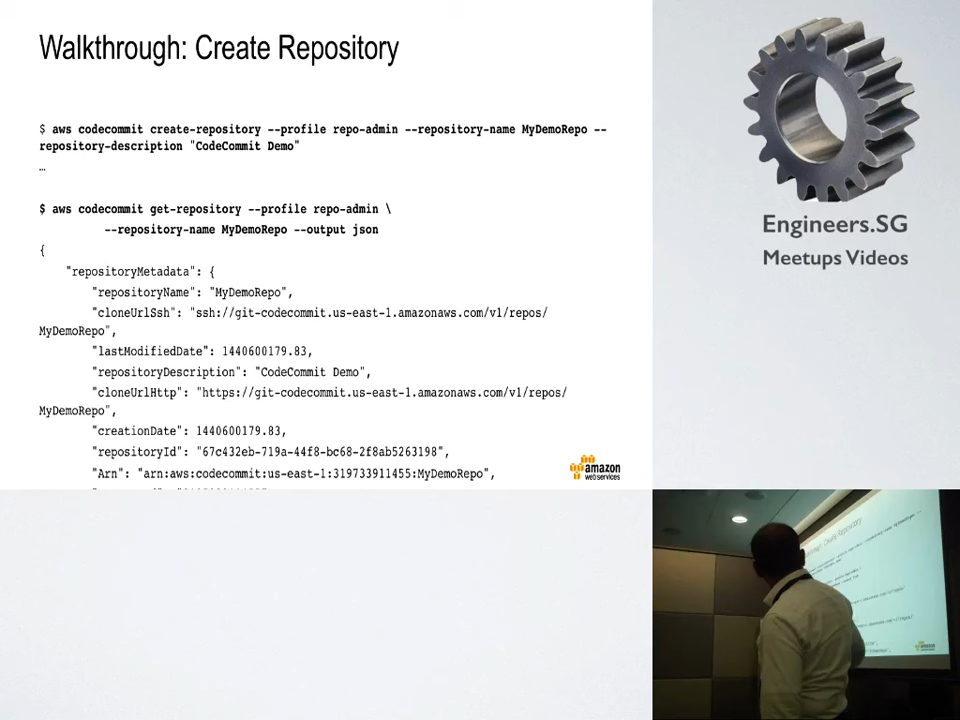 Walkthrough: Create Repository
$ aws codecommit create-repository --profile repo-admin --repository-name MyDemoRepo --
repository-description "CodeCommit Demo"
…
$ aws codecommit get-repository --profile repo-admin \
--repository-name MyDemoRepo --output json
{
"repositoryMetadata": {
"repositoryName": "MyDemoRepo",
"cloneUrlSsh": "ssh://git-codecommit.us-east-1.amazonaws.com/v1/repos/
MyDemoRepo",
"lastModifiedDate": 1440600179.83,
"repositoryDescription": "CodeCommit Demo",
"cloneUrlHttp": "https://git-codecommit.us-east-1.amazonaws.com/v1/repos/
MyDemoRepo",
"creationDate": 1440600179.83,
"repositoryId": "67c432eb-719a-44f8-bc68-2f8ab5263198",
"Arn": "arn:aws:codecommit:us-east-1:319733911455:MyDemoRepo",
amazon
web services
Engineers.SG
Meetups Videos
Create Repository
amazon